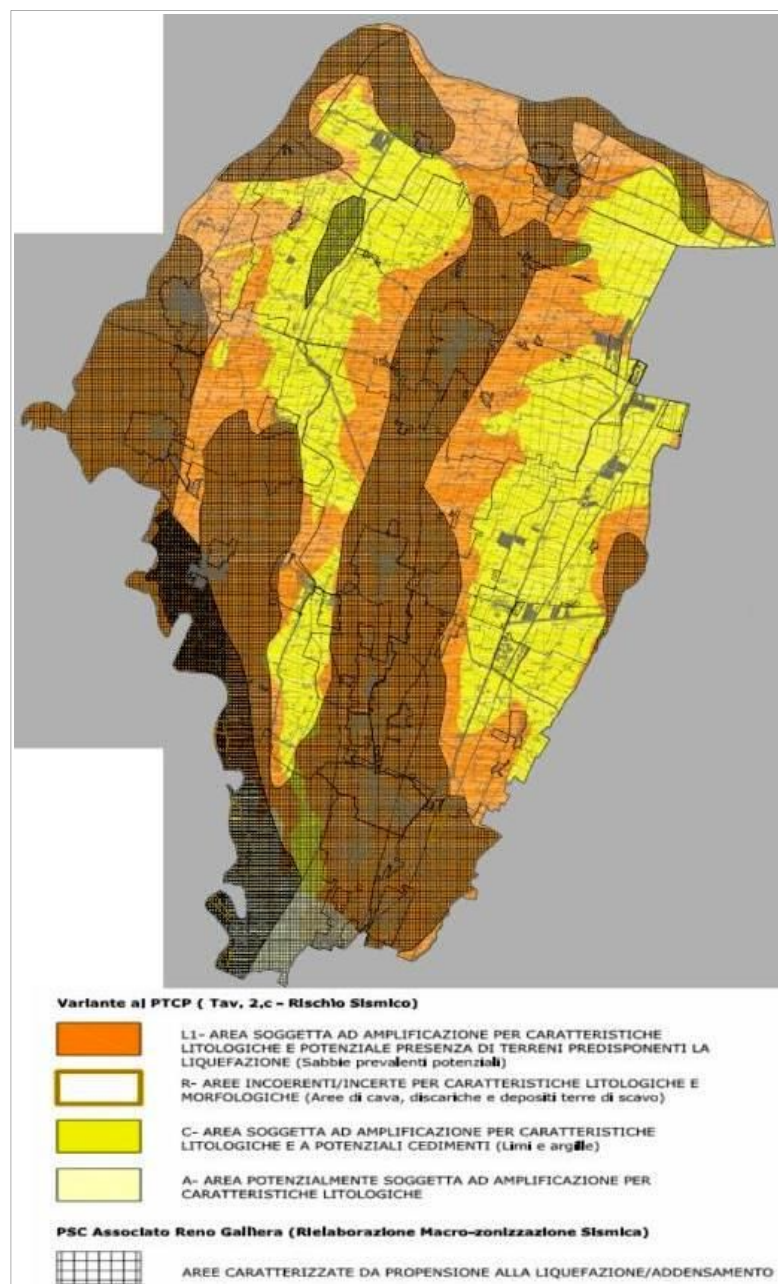 Variante al PTCP ( Tav, 2,c - Rischio Sismico)
L1- AREA SOGGETTA AD AMPLIFICAZIONE PER CARATTERISTICHE
LITOLOGICHE E POTENZIALE PRESENZA DI TERRENI PREDISPONENTI LA
LIQUEFAZIONE (Sabbie prevalenti potenziali)
R- AREE INCOERENTI/INCERTE PER CARATTERISTICHE LITOLOGICHE E
MORFOLOGICHE (Aree di cava, discariche e depositi terre di scavo)
C- AREA SOGGETTA AD AMPLIFICAZIONE PER CARATTERISTICHE
LITOLOGICHE E A POTENZIALI CEDIMENTI (Limi e argille)
A- AREA POTENZIALMENTE SOGGETTA AD AMPLIFICAZIONE PER
CARATTERISTICHE LITOLOGICHE
PSC Associato Reno Galliera (Rielaborazione Macro-zonizzazione Sismica)
AREE CARATTERIZZATE DA PROPENSIONE ALLA LIQUEFAZIONE/ADDENSAMENTO